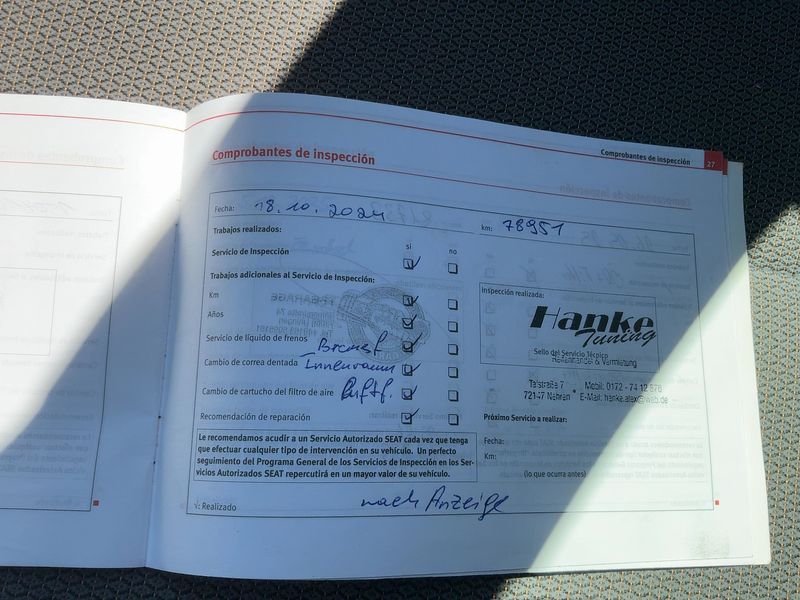 Comprobantes de inspección 27
Comprobantes de inspección
Fecha: 18.10.2024 km: 78951
Trabajos realizados:
si no
Servicio de Inspección
Trabajos adicionales al Servicio de Inspección:
Km
Años
Servicio de líquido de frenos
Cambio de correa dentada Innenraum
Cambio de cartucho del filtro de aire
Recomendación de reparación
Le recomendamos acudir a un Servicio Autorizado SEAT cada vez que tenga
que efectuar cualquier tipo de intervención en su vehículo. Un perfecto
seguimiento del Programa General de los Servicios de Inspección en los Ser-
vicios Autorizados SEAT repercutirá en un mayor valor de su vehículo.
√: Realizado
nach Anzeige
Inspección realizada:
Hanke
Tuning
Sello del Servicio Técnico
Reifenhandel & Vermietung
Talstraße 7 • Mobil: 0172 - 74 12 876
72147 Nehren • E-Mail: hanke.alex@web.de
Próximo Servicio a realizar:
Fecha:
Km:
(lo que ocurra antes)